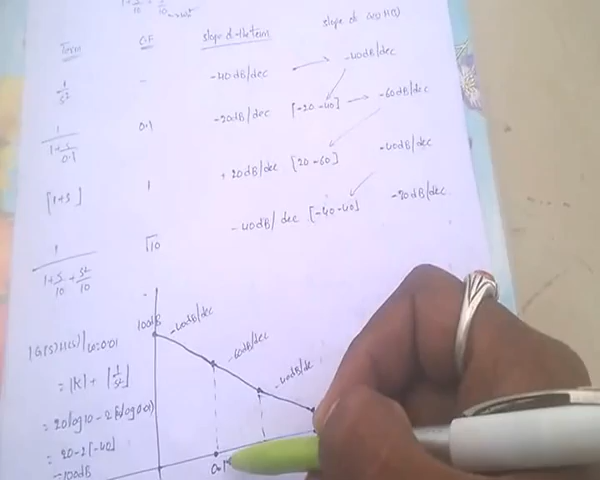 Term CF slope of the term slope of G(s)H(s)
1/s² - -40dB/dec → -40dB/dec
1/(1+s/0.1) 0.1 -20dB/dec [-20-40] → -60dB/dec
[1+s] 1 +20dB/dec [20-60] -40dB/dec
1/(1+s/10+s²/10) √10 -40dB/dec [-40-40] -80dB/dec
100dB -40dB/dec
-60dB/dec
-40dB/dec
|G(s)H(s)|ω=0.01
= |K| + |1/s²|
= 20log10 - 2(20log0.01)
= 20-2[-40]
= 100dB
0.1